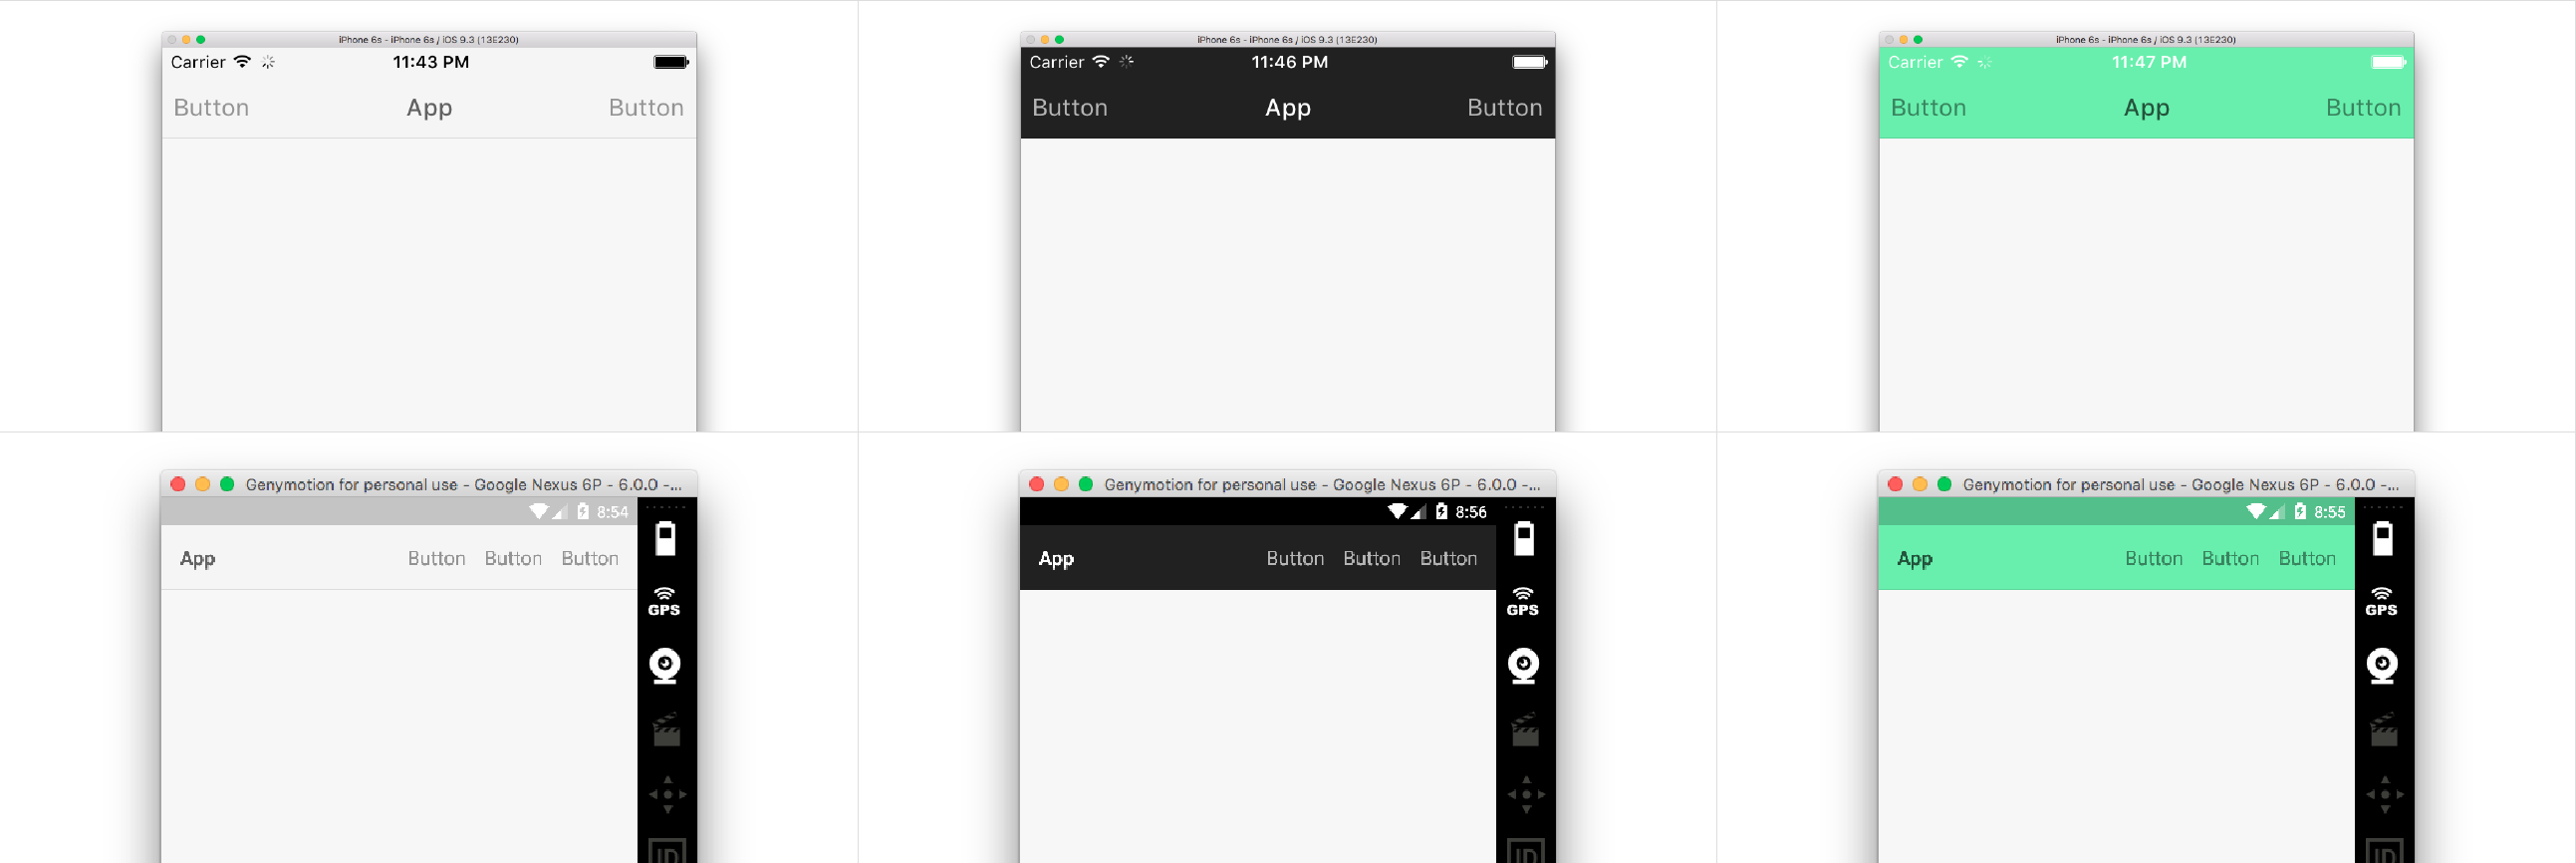 iPhone 6s - iPhone 6s / iOS 9.3 (13E230)
Carrier 11:43 PM
Button App Button
iPhone 6s - iPhone 6s / iOS 9.3 (13E230)
Carrier 11:46 PM
Button App Button
iPhone 6s - iPhone 6s / iOS 9.3 (13E230)
Carrier 11:47 PM
Button App Button
Genymotion for personal use - Google Nexus 6P - 6.0.0 -...
8:54
App Button Button Button
GPS
ID
Genymotion for personal use - Google Nexus 6P - 6.0.0 -...
8:56
App Button Button Button
GPS
ID
Genymotion for personal use - Google Nexus 6P - 6.0.0 -...
8:55
App Button Button Button
GPS
ID